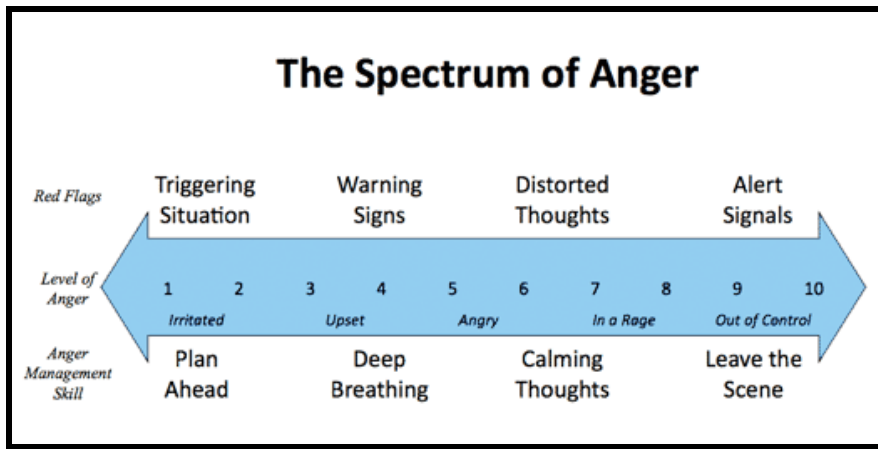 The Spectrum of Anger
Red Flags
Triggering Situation
Warning Signs
Distorted Thoughts
Alert Signals
Level of Anger
1 2 3 4 5 6 7 8 9 10
Irritated Upset Angry In a Rage Out of Control
Anger Management Skill
Plan Ahead
Deep Breathing
Calming Thoughts
Leave the Scene